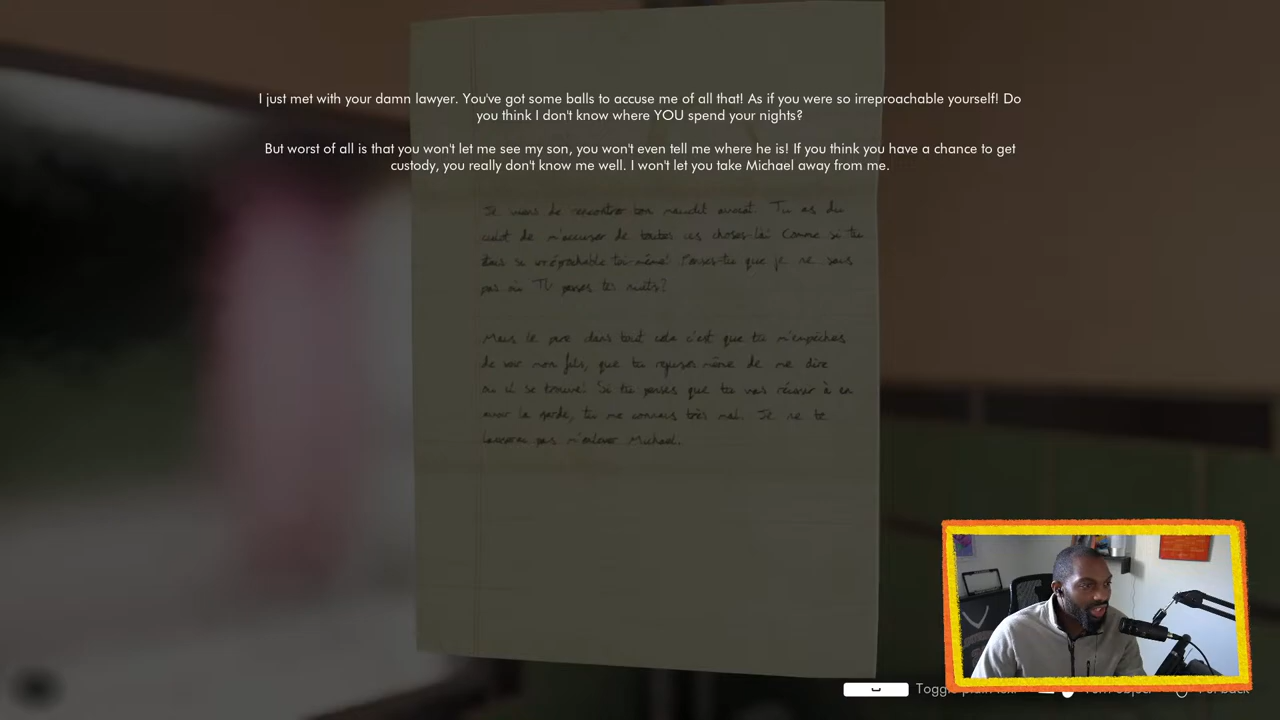 I just met with your damn lawyer. You've got some balls to accuse me of all that! As if you were so irreproachable yourself! Do
you think I don't know where YOU spend your nights?
But worst of all is that you won't let me see my son, you won't even tell me where he is! If you think you have a chance to get
custody, you really don't know me well. I won't let you take Michael away from me.
Je viens de rencontrer ton maudit avocat. Tu as du
culot de m'accuser de toutes ces choses-là! Comme si tu
étais si irréprochable toi-même! Penses-tu que je ne sais
pas où TU passes tes nuits?
Mais le pire dans tout cela c'est que tu m'empêches
de voir mon fils, que tu refuses même de me dire
où il se trouve! Si tu penses que tu vas réussir à en
avoir la garde, tu me connais très mal. Je ne te
laisserai pas m'enlever Michael.
Toggle